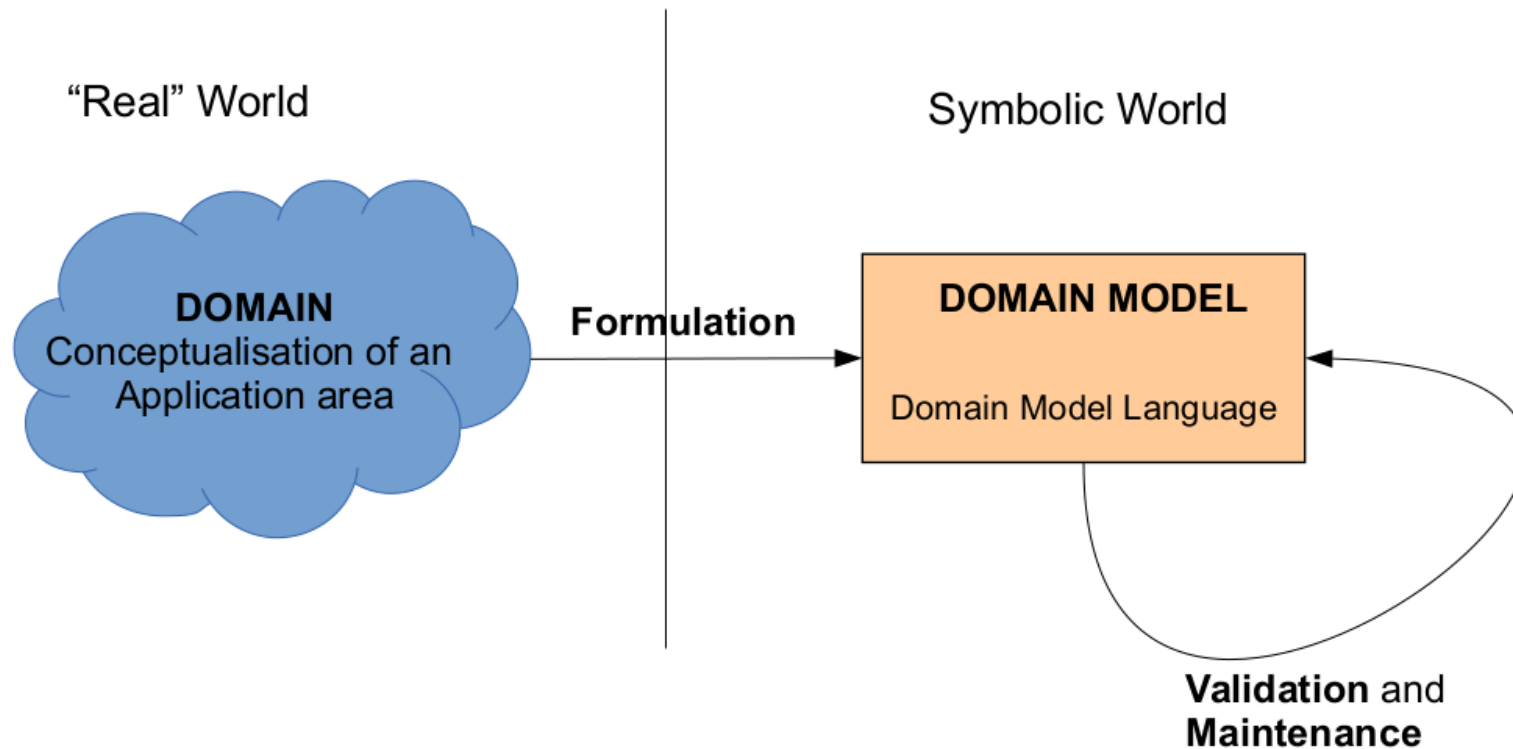 “Real” World
Symbolic World
DOMAIN
Conceptualisation of an
Application area
Formulation
DOMAIN MODEL
Domain Model Language
Validation and
Maintenance